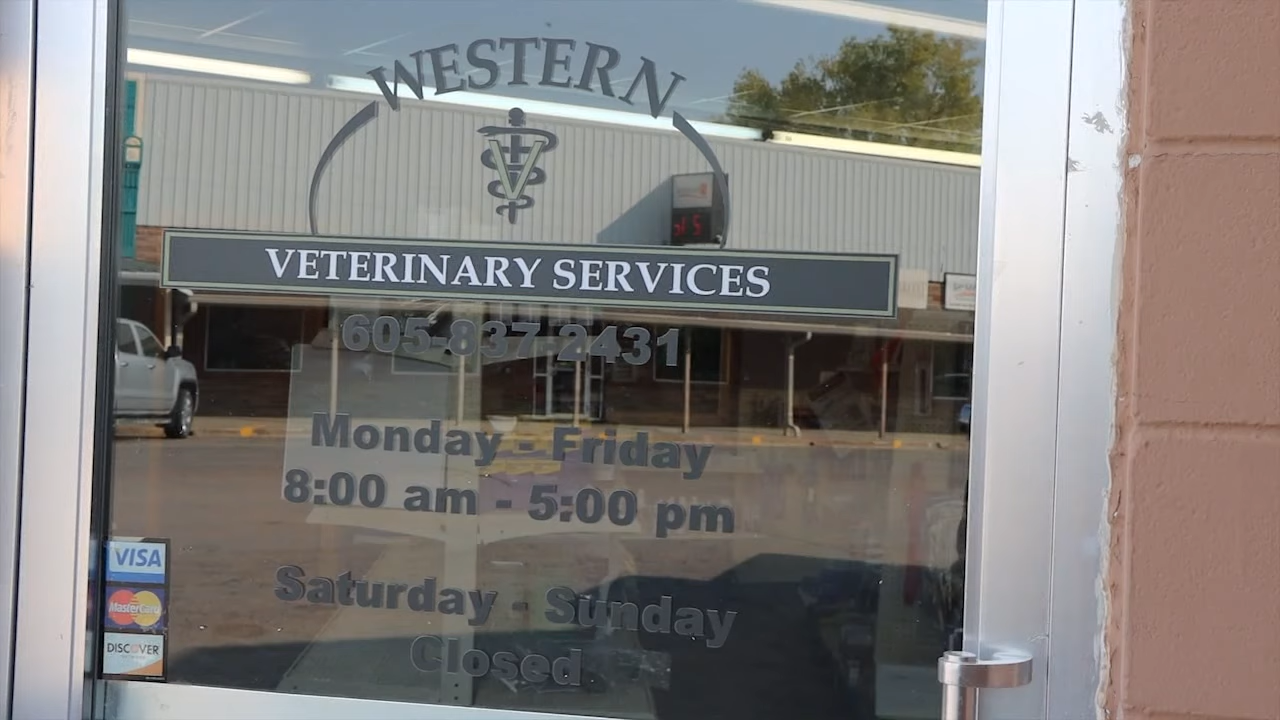 WESTERN
V
VETERINARY SERVICES
605-837-2431
Monday - Friday
8:00 am - 5:00 pm
Saturday - Sunday
Closed
VISA
MasterCard
DISCOVER